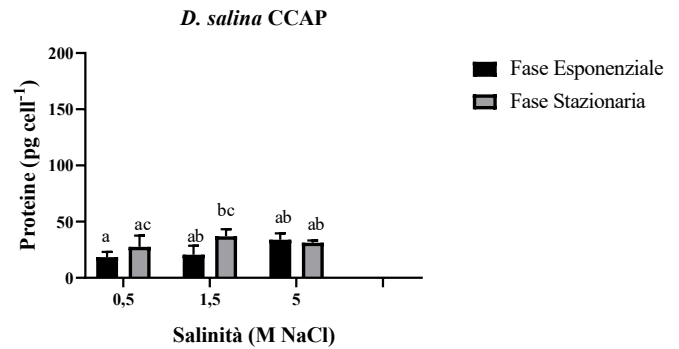 D. salina CCAP
Proteine (pg cell-1)
200
150
100
50
0
a
ac
ab
bc
ab
ab
0,5
1,5
5
Salinità (M NaCl)
Fase Esponenziale
Fase Stazionaria